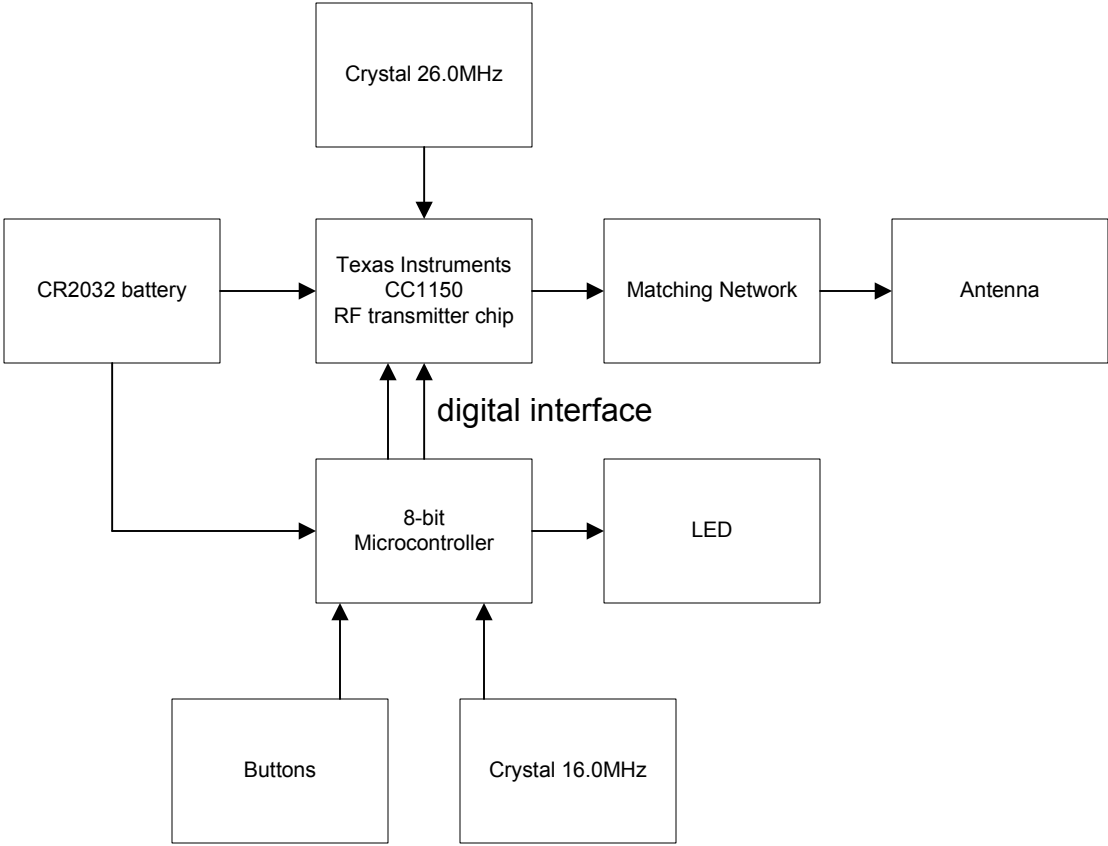 Crystal 26.0MHz
CR2032 battery
Texas Instruments
CC1150
RF transmitter chip
Matching Network
Antenna
digital interface
8-bit
Microcontroller
LED
Buttons
Crystal 16.0MHz